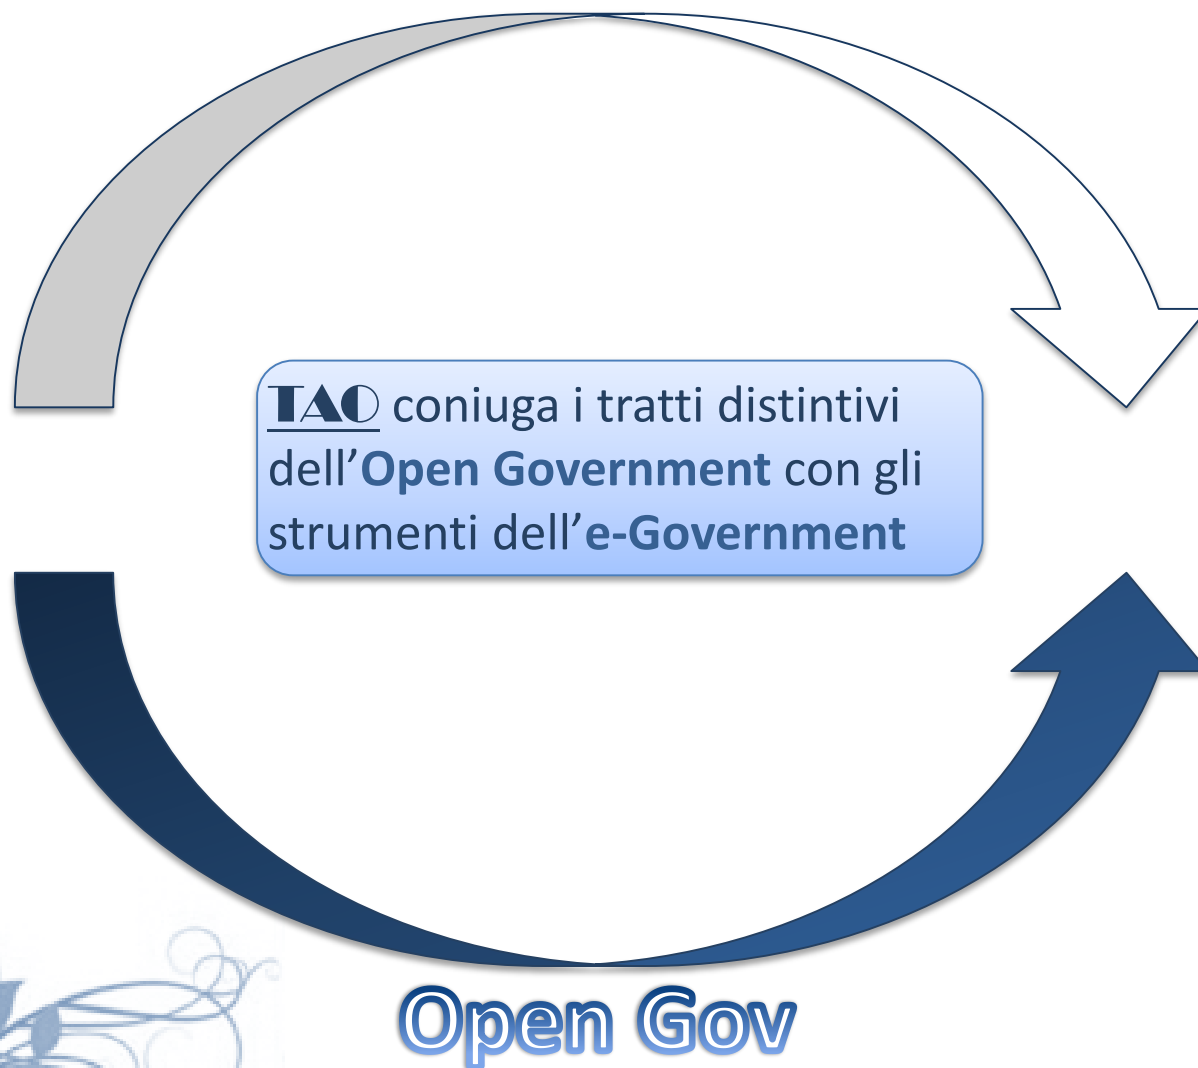 TAO coniuga i tratti distintivi
dell’Open Government con gli
strumenti dell’e-Government
Open Gov